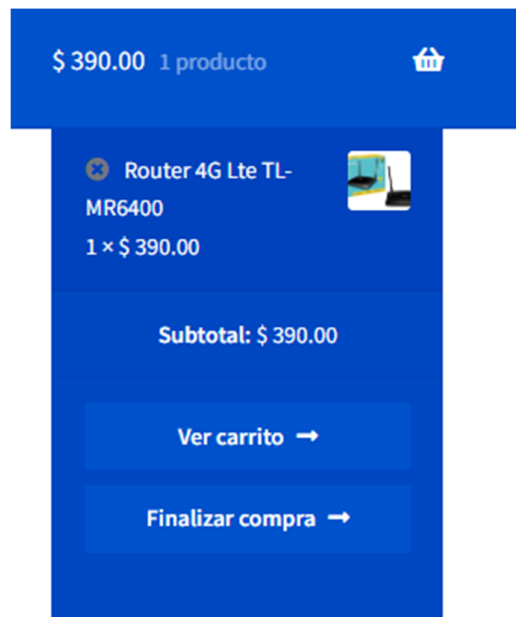 $ 390.00 1 producto
Router 4G Lte TL-
MR6400
1 × $ 390.00
Subtotal: $ 390.00
Ver carrito →
Finalizar compra →